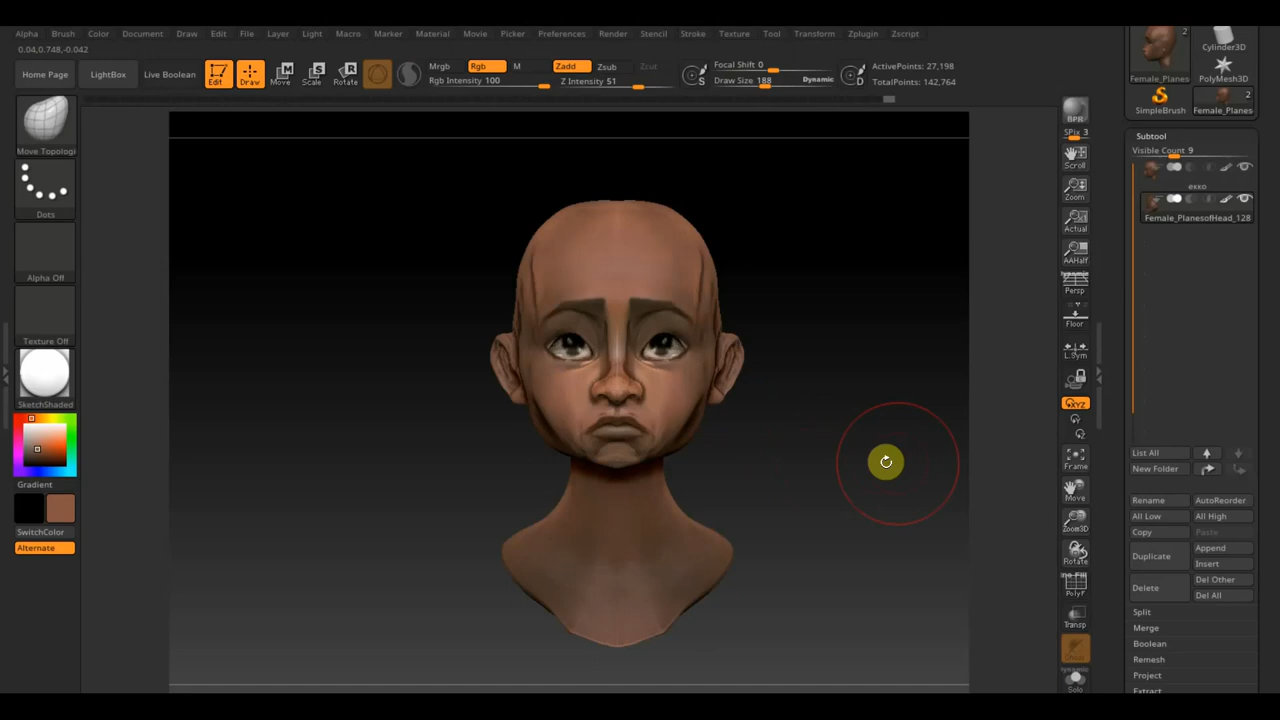 Alpha Brush Color Document Draw Edit File Layer Light Macro Marker Material Movie Picker Preferences Render Stencil Stroke Texture Tool Transform Zplugin Zscript
0.04,0.748,-0.042
Home Page
LightBox
Live Boolean
Edit
Draw
Move
Scale
Rotate
Mrgb
Rgb
M
Rgb Intensity 100
Zadd
Zsub
Zcut
Z Intensity 51
S
Focal Shift 0
Draw Size 188
Dynamic
D
ActivePoints: 27,198
TotalPoints: 142,764
Move Topologi
Dots
Alpha Off
Texture Off
SketchShaded
Gradient
SwitchColor
Alternate
BPR
SPix 3
Scroll
Zoom
Actual
AAHalf
Dynamic
Persp
Floor
L.Sym
XYZ
Y
Z
Frame
Move
Zoom3D
Rotate
PolyF
Transp
Solo
2
Female_Planes
Cylinder3D
PolyMesh3D
SimpleBrush
2
Female_Planes
Subtool
Visible Count 9
екко
Female_PlanesofHead_128
List All
New Folder
Rename
AutoReorder
All Low
All High
Copy
Paste
Duplicate
Append
Insert
Delete
Del Other
Del All
Split
Merge
Boolean
Remesh
Project
Extract